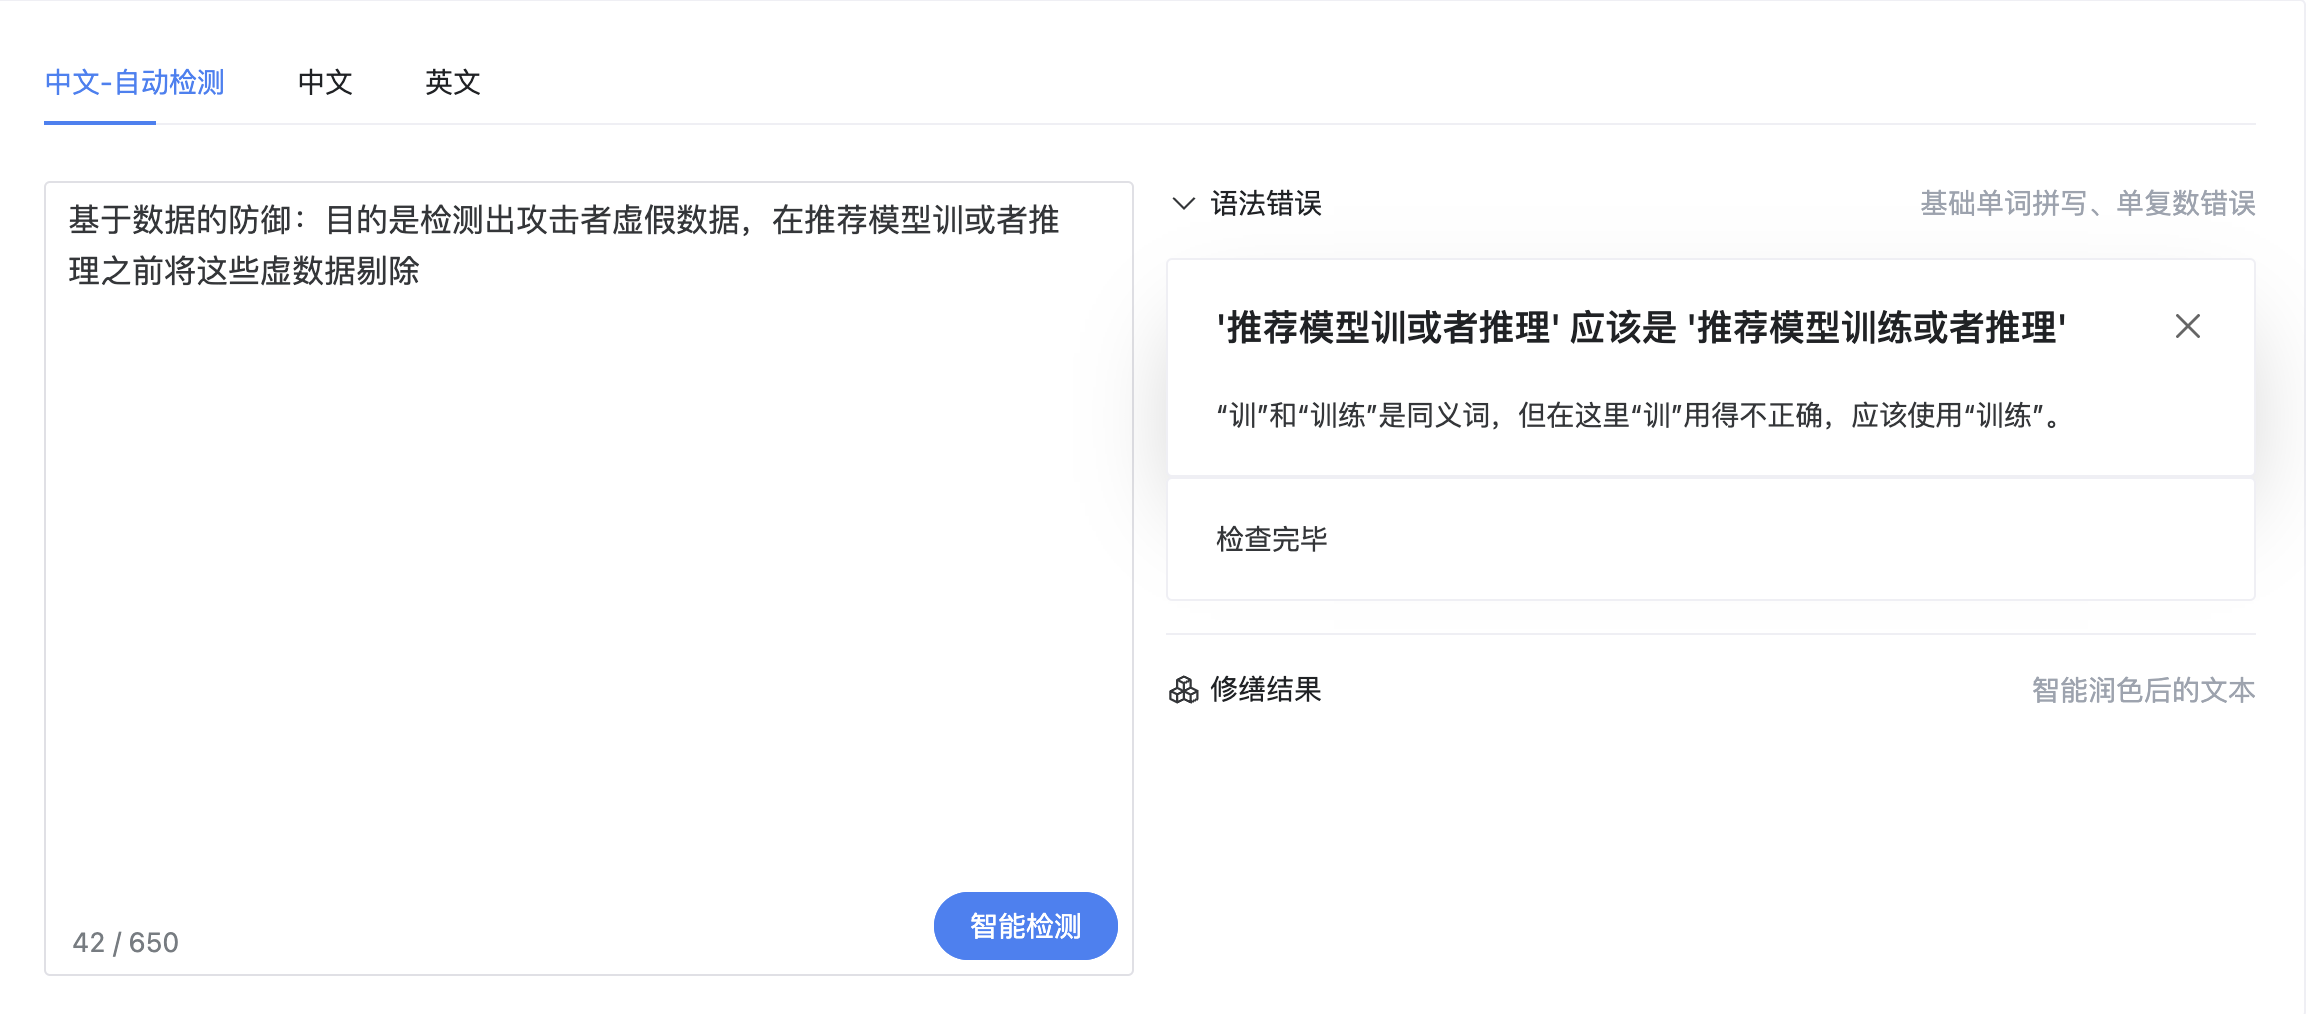 中文-自动检测 中文 英文
基于数据的防御：目的是检测出攻击者虚假数据，在推荐模型训或者推
理之前将这些虚数据剔除
42 / 650
智能检测
语法错误 基础单词拼写、单复数错误
'推荐模型训或者推理' 应该是 '推荐模型训练或者推理'
“训”和“训练”是同义词，但在这里“训”用得不正确，应该使用“训练”。
检查完毕
修缮结果 智能润色后的文本